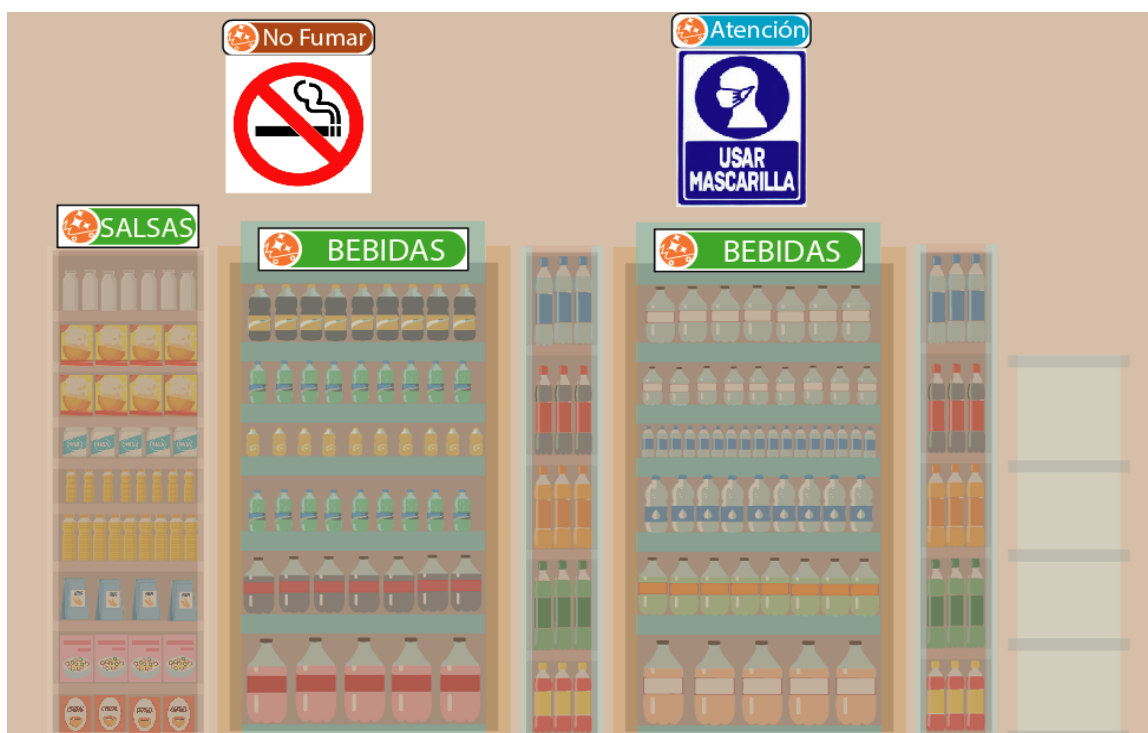 No Fumar
Atención
USAR
MASCARILLA
SALSAS
BEBIDAS
BEBIDAS